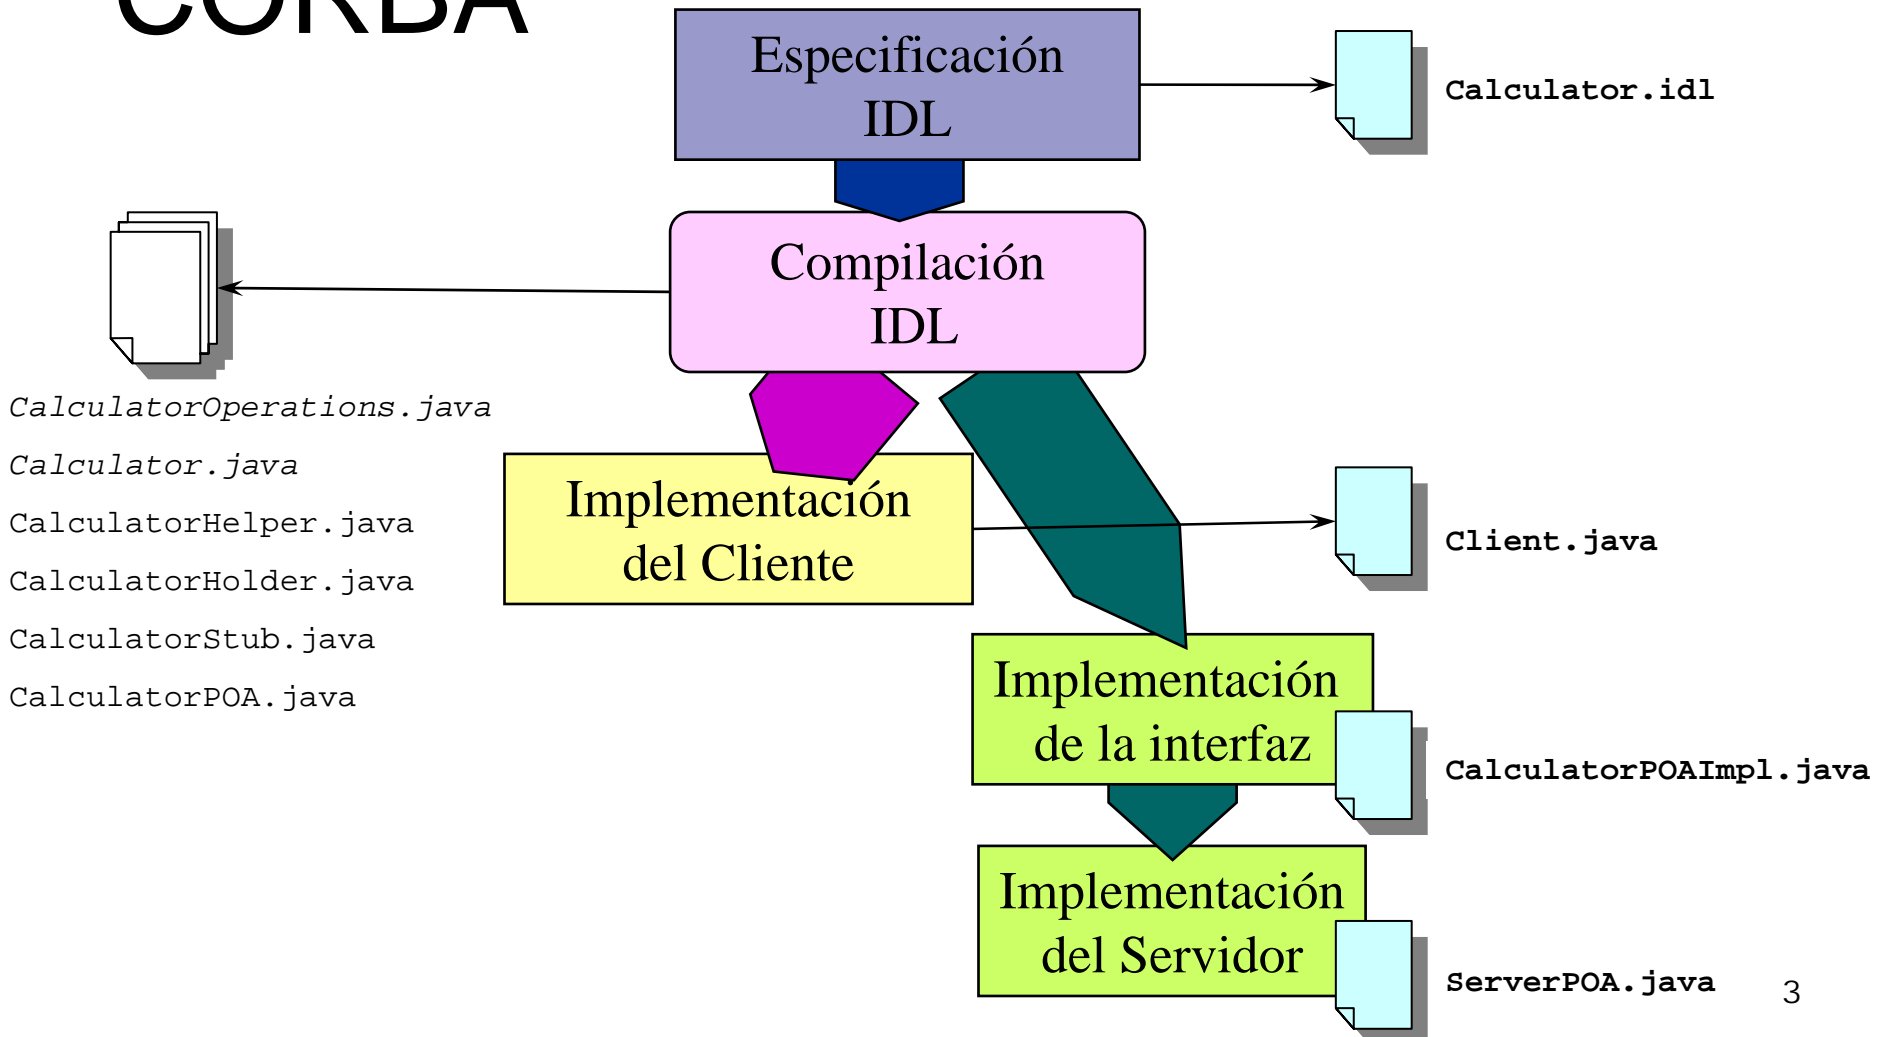 CORBA
Especificación
IDL
Calculator.idl
Compilación
IDL
CalculatorOperations.java
Calculator.java
CalculatorHelper.java
CalculatorHolder.java
CalculatorStub.java
CalculatorPOA.java
Implementación
del Cliente
Client.java
Implementación
de la interfaz
CalculatorPOAImpl.java
Implementación
del Servidor
ServerPOA.java
3